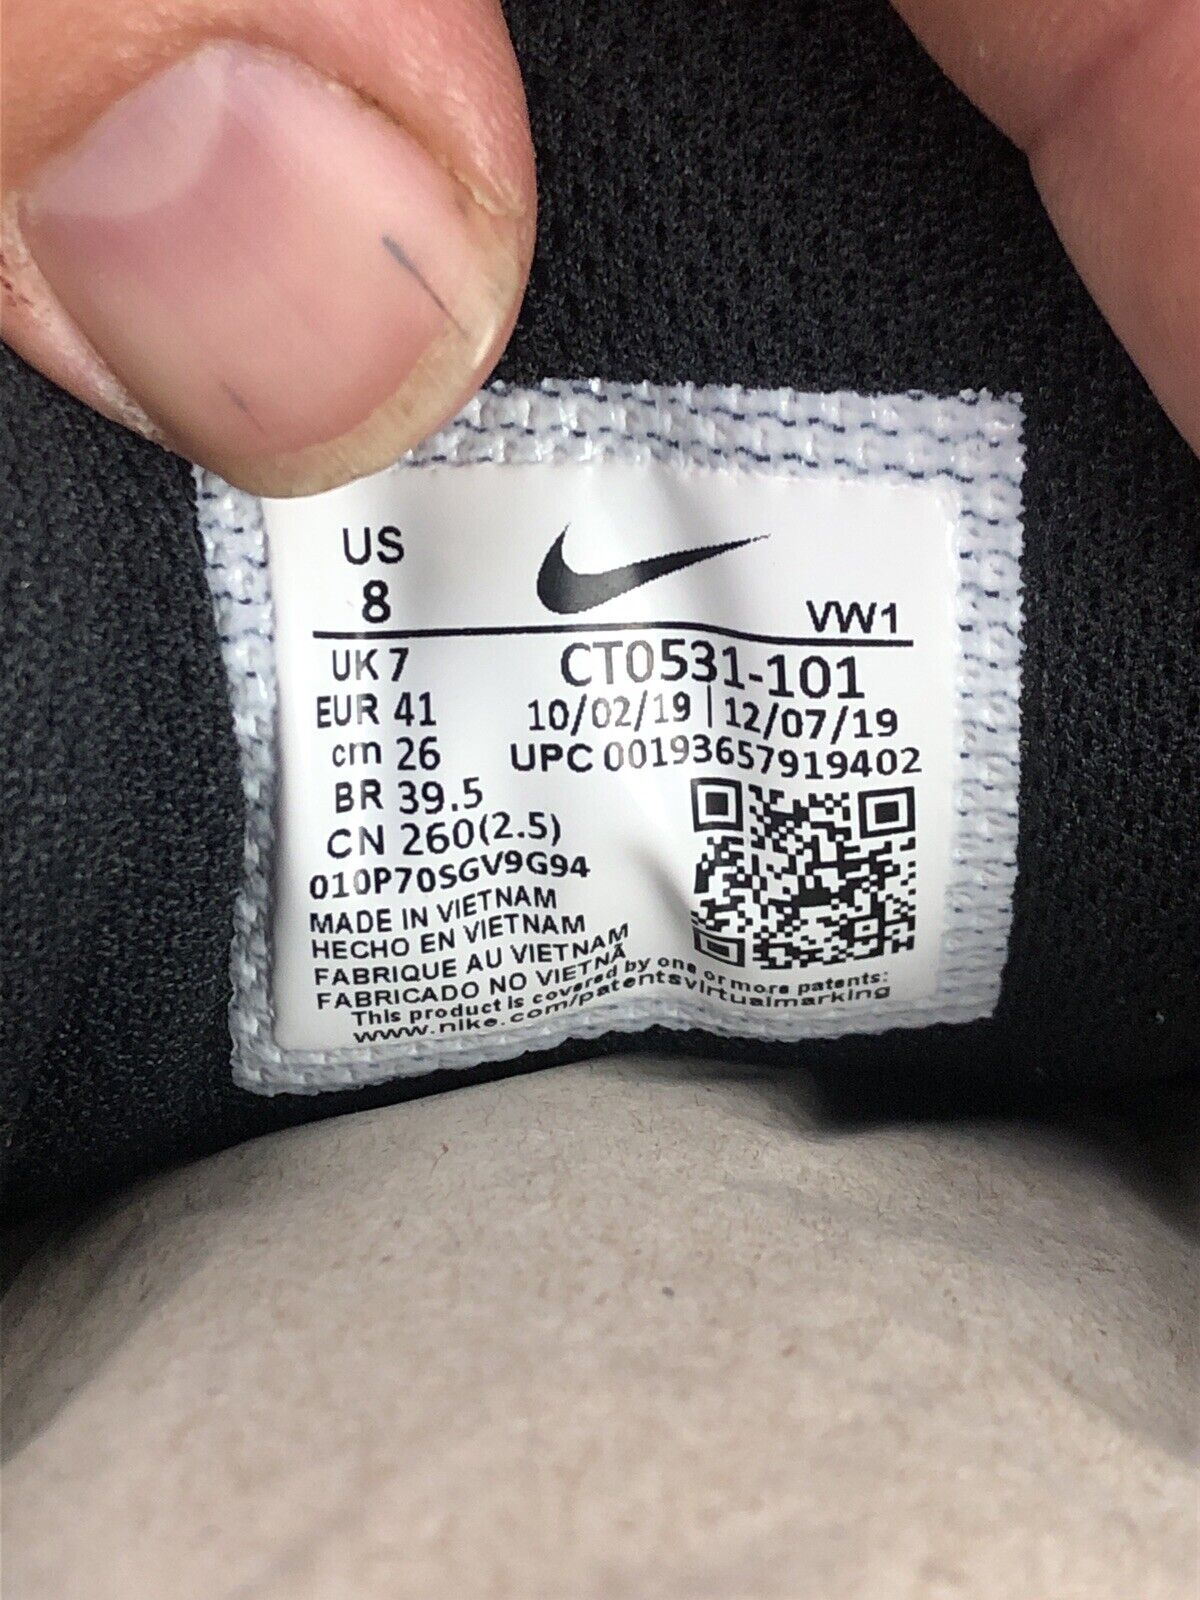 US
8
VW1
UK 7
CT0531-101
EUR 41
10/02/19 | 12/07/19
cm 26
UPC 00193657919402
BR 39.5
CN 260(2.5)
010P70SGV9G94
MADE IN VIETNAM
HECHO EN VIETNAM
FABRIQUE AU VIETNAM
FABRICADO NO VIETNÃ
This product is covered by one or more patents:
www.nike.com/patentsvirtualmarking